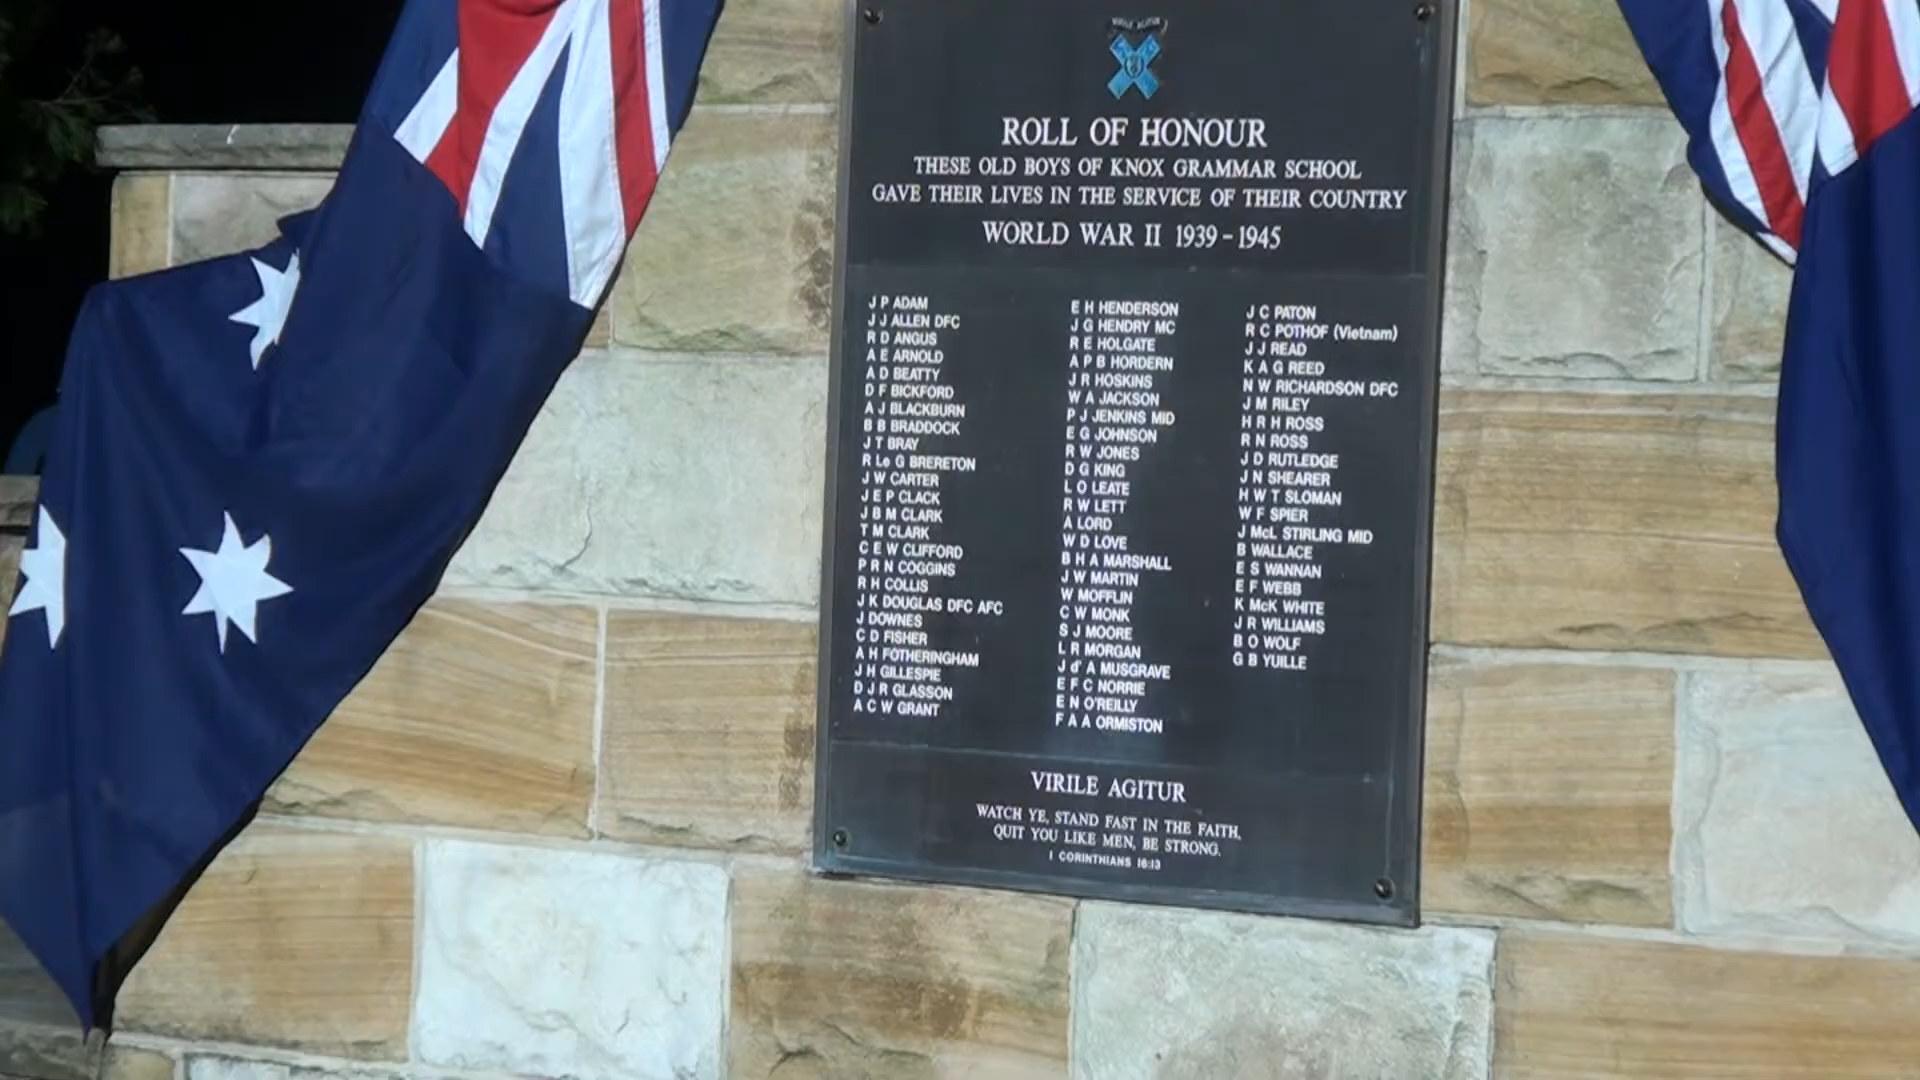 VIRILE AGITUR
ROLL OF HONOUR
THESE OLD BOYS OF KNOX GRAMMAR SCHOOL
GAVE THEIR LIVES IN THE SERVICE OF THEIR COUNTRY
WORLD WAR II 1939-1945
J P ADAM
J J ALLEN DFC
R D ANGUS
A E ARNOLD
A D BEATTY
D F BICKFORD
A J BLACKBURN
B B BRADDOCK
J T BRAY
R Le G BRERETON
J W CARTER
J E P CLACK
J B M CLARK
T M CLARK
C E W CLIFFORD
P R N COGGINS
R H COLLIS
J K DOUGLAS DFC AFC
J DOWNES
C D FISHER
A H FOTHERINGHAM
J H GILLESPIE
D J R GLASSON
A C W GRANT
E H HENDERSON
J G HENDRY MC
R E HOLGATE
A P B HORDERN
J R HOSKINS
W A JACKSON
P J JENKINS MID
E G JOHNSON
R W JONES
D G KING
L O LEATE
R W LETT
A LORD
W D LOVE
B H A MARSHALL
J W MARTIN
W MOFFLIN
C W MONK
S J MOORE
L R MORGAN
J d' A MUSGRAVE
E F C NORRIE
E N O'REILLY
F A A ORMISTON
J C PATON
R C POTHOF (Vietnam)
J J READ
K A G REED
N W RICHARDSON DFC
J M RILEY
H R H ROSS
R N ROSS
J D RUTLEDGE
J N SHEARER
H W T SLOMAN
W F SPIER
J McL STIRLING MID
B WALLACE
E S WANNAN
E F WEBB
K McK WHITE
J R WILLIAMS
B O WOLF
G B YUILLE
VIRILE AGITUR
WATCH YE, STAND FAST IN THE FAITH,
QUIT YOU LIKE MEN, BE STRONG.
1 CORINTHIANS 16:13